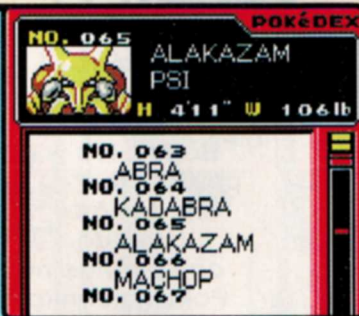 POKéDEX
NO. 065
ALAKAZAM
PSI
H 4'11" W 106lb
NO. 063
ABRA
NO. 064
KADABRA
NO. 065
ALAKAZAM
NO. 066
MACHOP
NO. 067